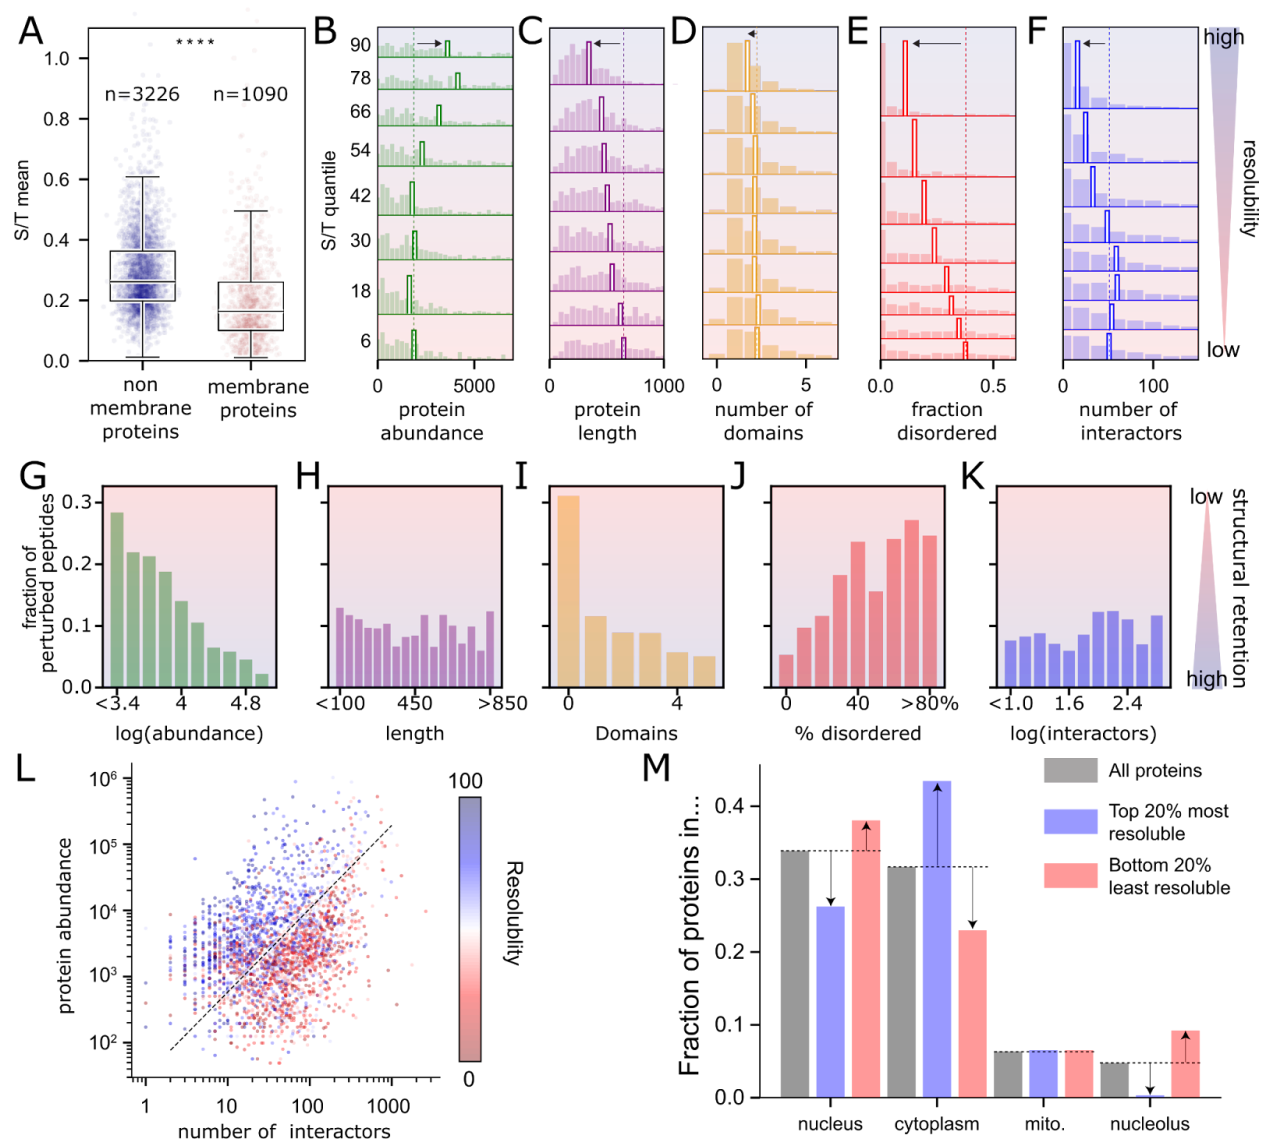 A
B
C
D
E
F
****
n=3226
n=1090
S/T mean
1.0
0.8
0.6
0.4
0.2
0.0
non
membrane
proteins
membrane
proteins
S/T quantile
90
78
66
54
42
30
18
6
0
5000
protein
abundance
0
1000
protein
length
0
5
number of
domains
0.0
0.5
fraction
disordered
0
100
number of
interactors
high
resolubility
low
G
H
I
J
K
fraction of
perturbed peptides
0.3
0.2
0.1
0.0
<3.4
4
4.8
log(abundance)
<100
450
>850
length
0
4
Domains
0
40
>80%
% disordered
<1.0
1.6
2.4
log(interactors)
low
structural retention
high
L
protein abundance
10⁶
10⁵
10⁴
10³
10²
1
10
100
1000
number of interactors
100
Resolublity
0
M
Fraction of proteins in...
0.4
0.3
0.2
0.1
0.0
nucleus
cytoplasm
mito.
nucleolus
All proteins
Top 20% most
resoluble
Bottom 20%
least resoluble